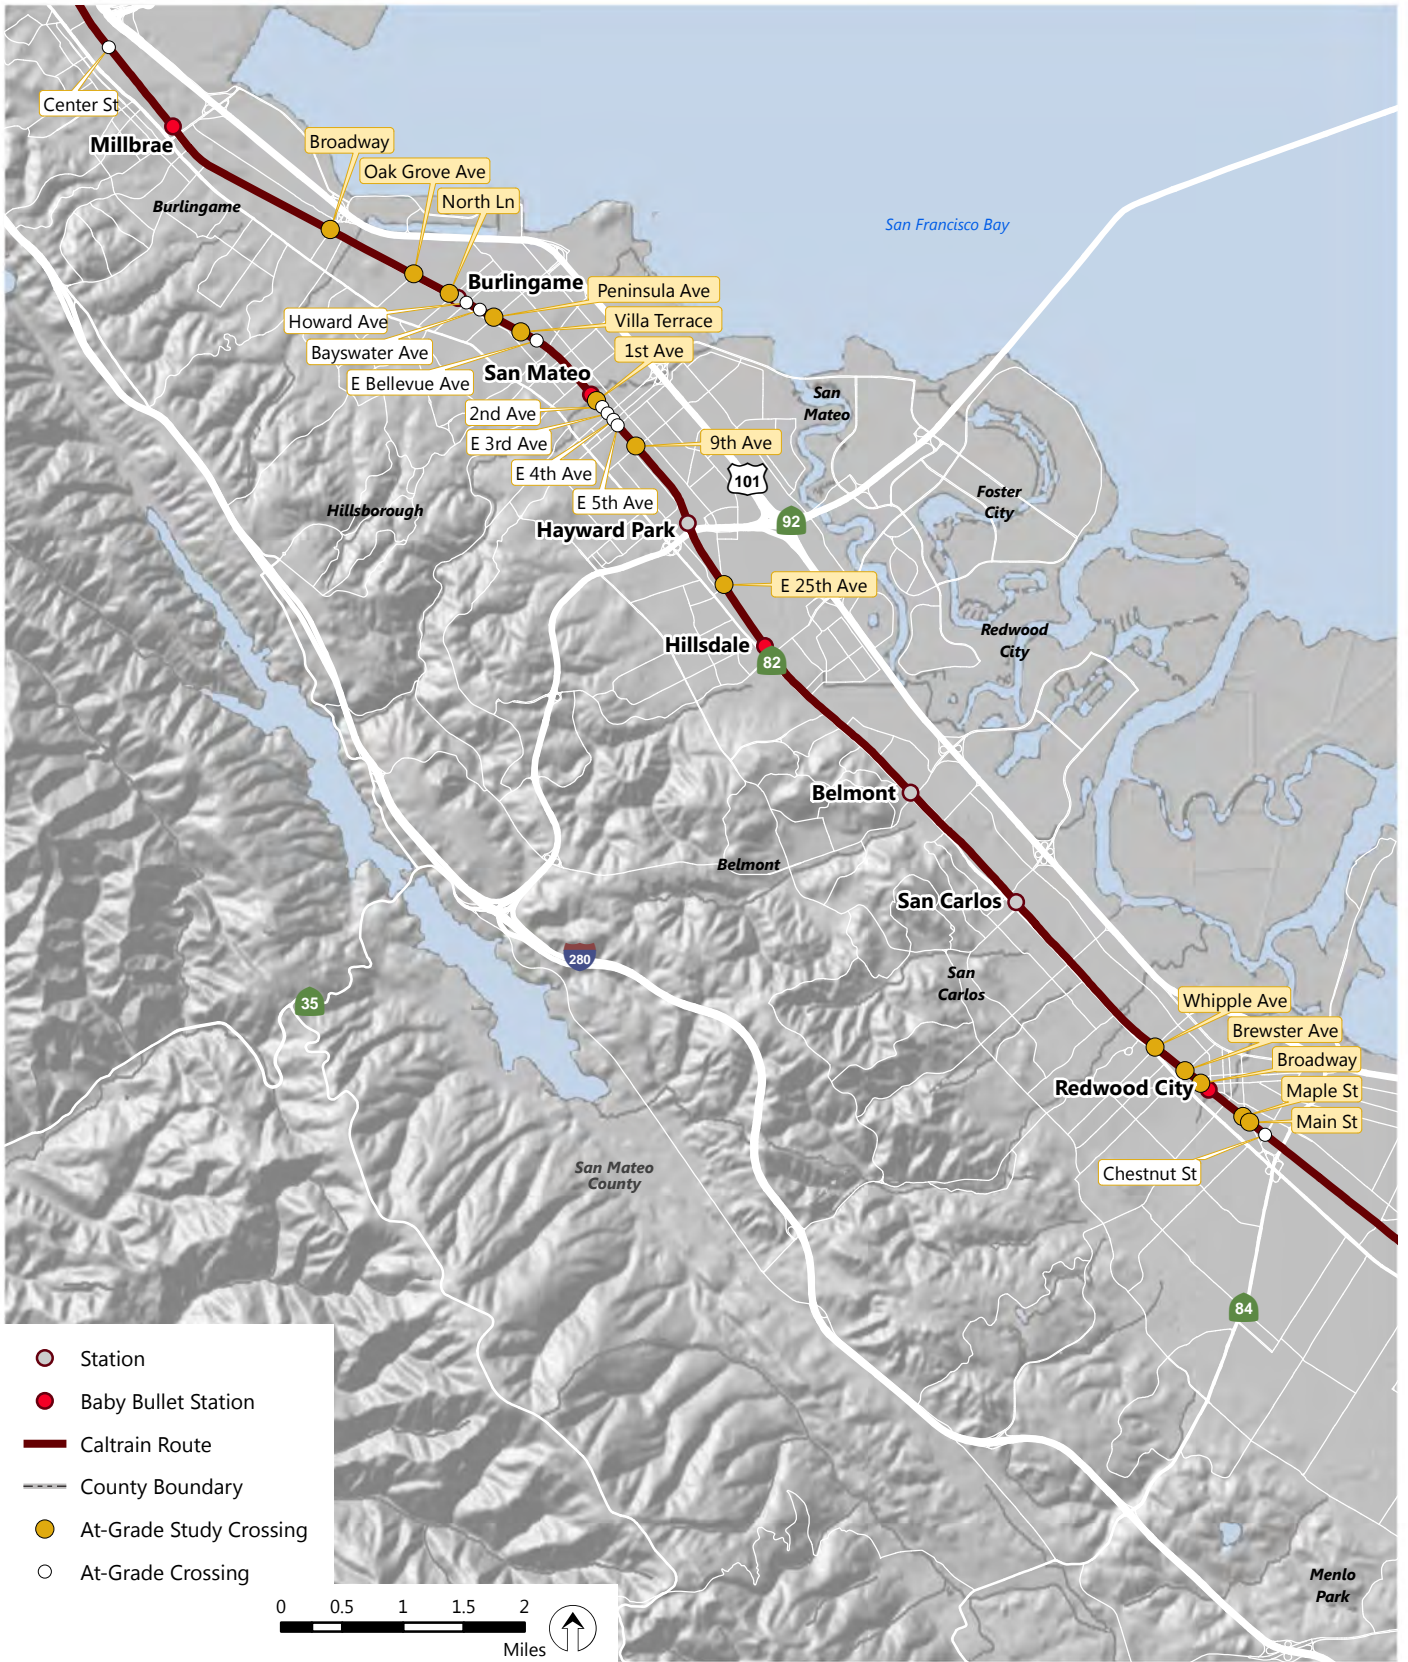 Center St
Millbrae
Broadway
Oak Grove Ave
North Ln
Burlingame
San Francisco Bay
Burlingame
Peninsula Ave
Howard Ave
Villa Terrace
Bayswater Ave
1st Ave
E Bellevue Ave
San Mateo
San
Mateo
2nd Ave
E 3rd Ave
9th Ave
E 4th Ave
101
E 5th Ave
Foster
City
Hillsborough
Hayward Park
92
E 25th Ave
Redwood
City
Hillsdale
82
Belmont
Belmont
San Carlos
280
San
Carlos
35
Whipple Ave
Brewster Ave
Broadway
Redwood City
Maple St
Main St
Chestnut St
San Mateo
County
84
Station
Baby Bullet Station
Caltrain Route
County Boundary
At-Grade Study Crossing
At-Grade Crossing
Menlo
Park
0 0.5 1 1.5 2
Miles